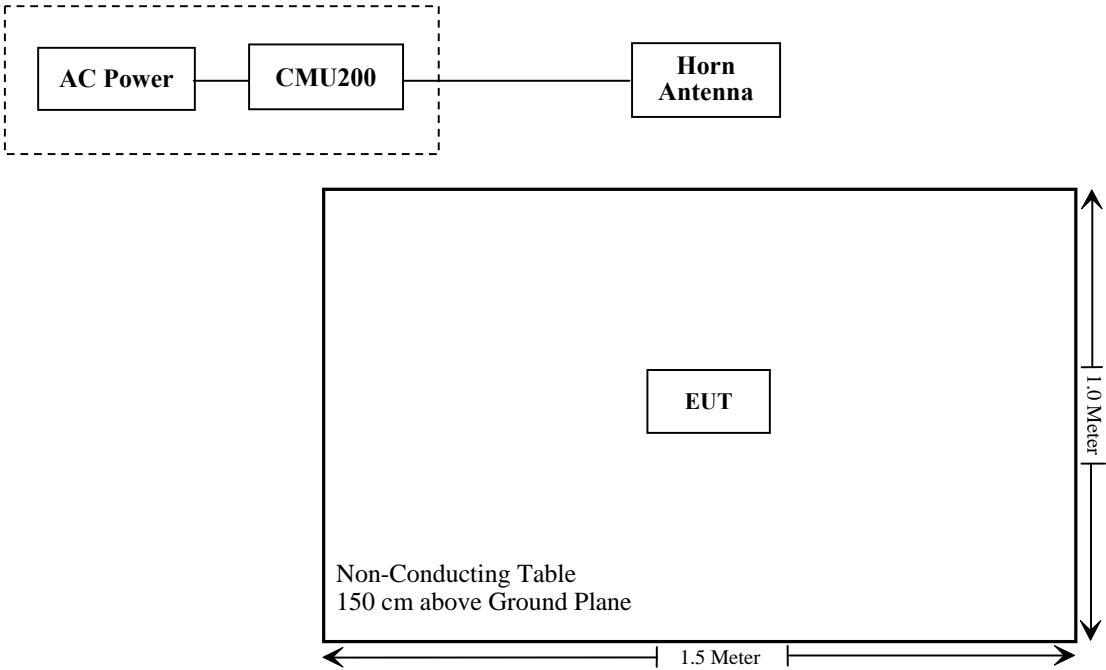 AC Power
CMU200
Horn
Antenna
EUT
1.0 Meter
Non-Conducting Table
150 cm above Ground Plane
1.5 Meter